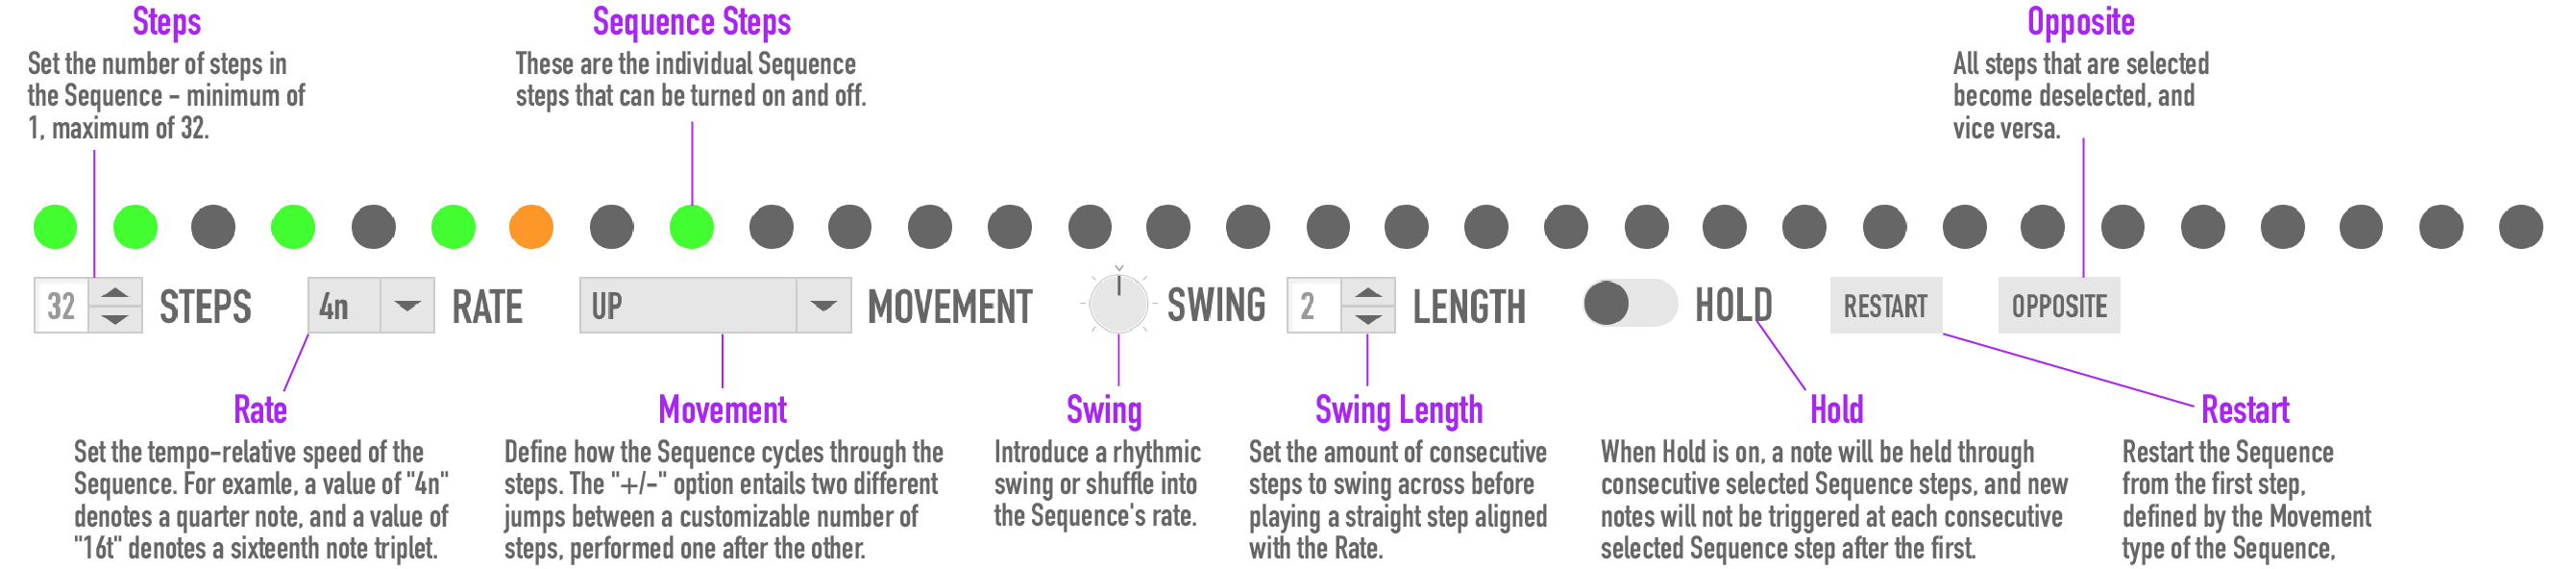 Steps
Set the number of steps in
the Sequence - minimum of
1, maximum of 32.
Sequence Steps
These are the individual Sequence
steps that can be turned on and off.
Opposite
All steps that are selected
become deselected, and
vice versa.
32 STEPS 4n RATE UP MOVEMENT SWING 2 LENGTH HOLD RESTART OPPOSITE
Rate
Set the tempo-relative speed of the
Sequence. For examle, a value of "4n"
denotes a quarter note, and a value of
"16t" denotes a sixteenth note triplet.
Movement
Define how the Sequence cycles through the
steps. The "+/-" option entails two different
jumps between a customizable number of
steps, performed one after the other.
Swing
Introduce a rhythmic
swing or shuffle into
the Sequence's rate.
Swing Length
Set the amount of consecutive
steps to swing across before
playing a straight step aligned
with the Rate.
Hold
When Hold is on, a note will be held through
consecutive selected Sequence steps, and new
notes will not be triggered at each consecutive
selected Sequence step after the first.
Restart
Restart the Sequence
from the first step,
defined by the Movement
type of the Sequence,